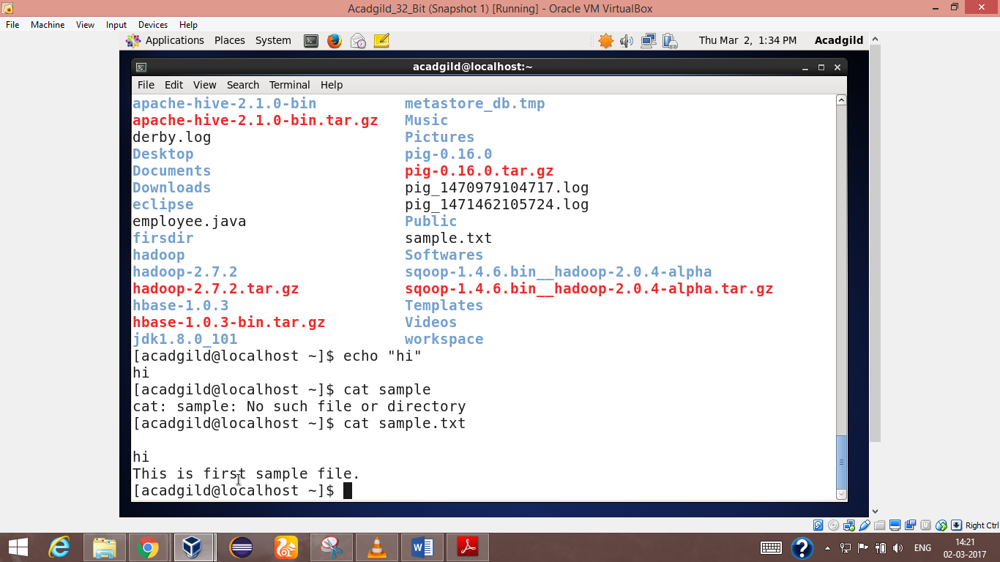 Acadgild_32_Bit (Snapshot 1) [Running] - Oracle VM VirtualBox
File Machine View Input Devices Help
Applications Places System Thu Mar 2, 1:34 PM Acadgild
acadgild@localhost:~
File Edit View Search Terminal Help
apache-hive-2.1.0-bin metastore_db.tmp
apache-hive-2.1.0-bin.tar.gz Music
derby.log Pictures
Desktop pig-0.16.0
Documents pig-0.16.0.tar.gz
Downloads pig_1470979104717.log
eclipse pig_1471462105724.log
employee.java Public
firsdir sample.txt
hadoop Softwares
hadoop-2.7.2 sqoop-1.4.6.bin__hadoop-2.0.4-alpha
hadoop-2.7.2.tar.gz sqoop-1.4.6.bin__hadoop-2.0.4-alpha.tar.gz
hbase-1.0.3 Templates
hbase-1.0.3-bin.tar.gz Videos
jdk1.8.0_101 workspace
[acadgild@localhost ~]$ echo "hi"
hi
[acadgild@localhost ~]$ cat sample
cat: sample: No such file or directory
[acadgild@localhost ~]$ cat sample.txt
hi
This is first sample file.
[acadgild@localhost ~]$
Right Ctrl
ENG 14:21
02-03-2017